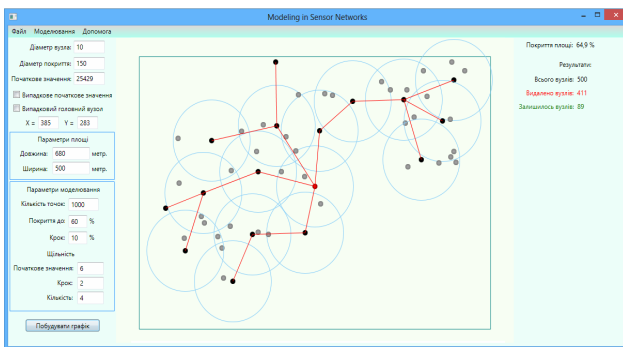 Modeling in Sensor Networks
Файл Моделювання Допомога
Діаметр вузла: 10
Діаметр покриття: 150
Початкове значення: 25429
Випадкове початкове значення
Випадковий головний вузол
X = 385 Y = 283
Параметри площі
Довжина: 680 метр.
Ширина: 500 метр.
Параметри моделювання
Кількість точок: 1000
Покриття до: 60 %
Крок: 10 %
Щільність
Початкове значення: 6
Крок: 2
Кількість: 4
Побудувати графік
Покриття площі: 64,9 %
Результати:
Всього вузлів: 500
Видалено вузлів: 411
Залишилось вузлів: 89